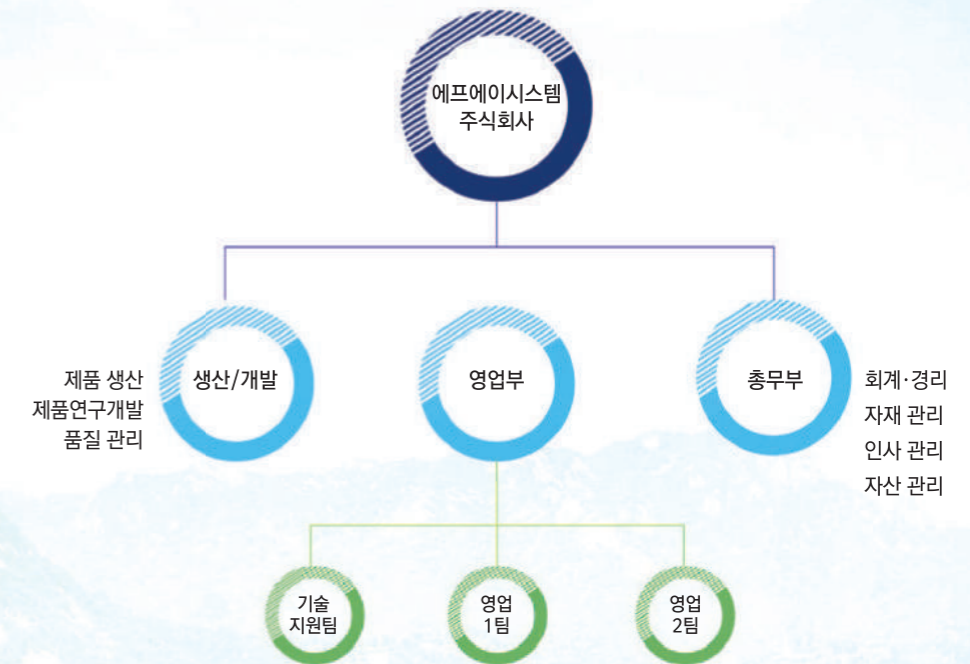 에프에이시스템
주식회사
제품 생산
제품연구개발
품질 관리
생산/개발
영업부
총무부
회계·경리
자재 관리
인사 관리
자산 관리
기술
지원팀
영업
1팀
영업
2팀